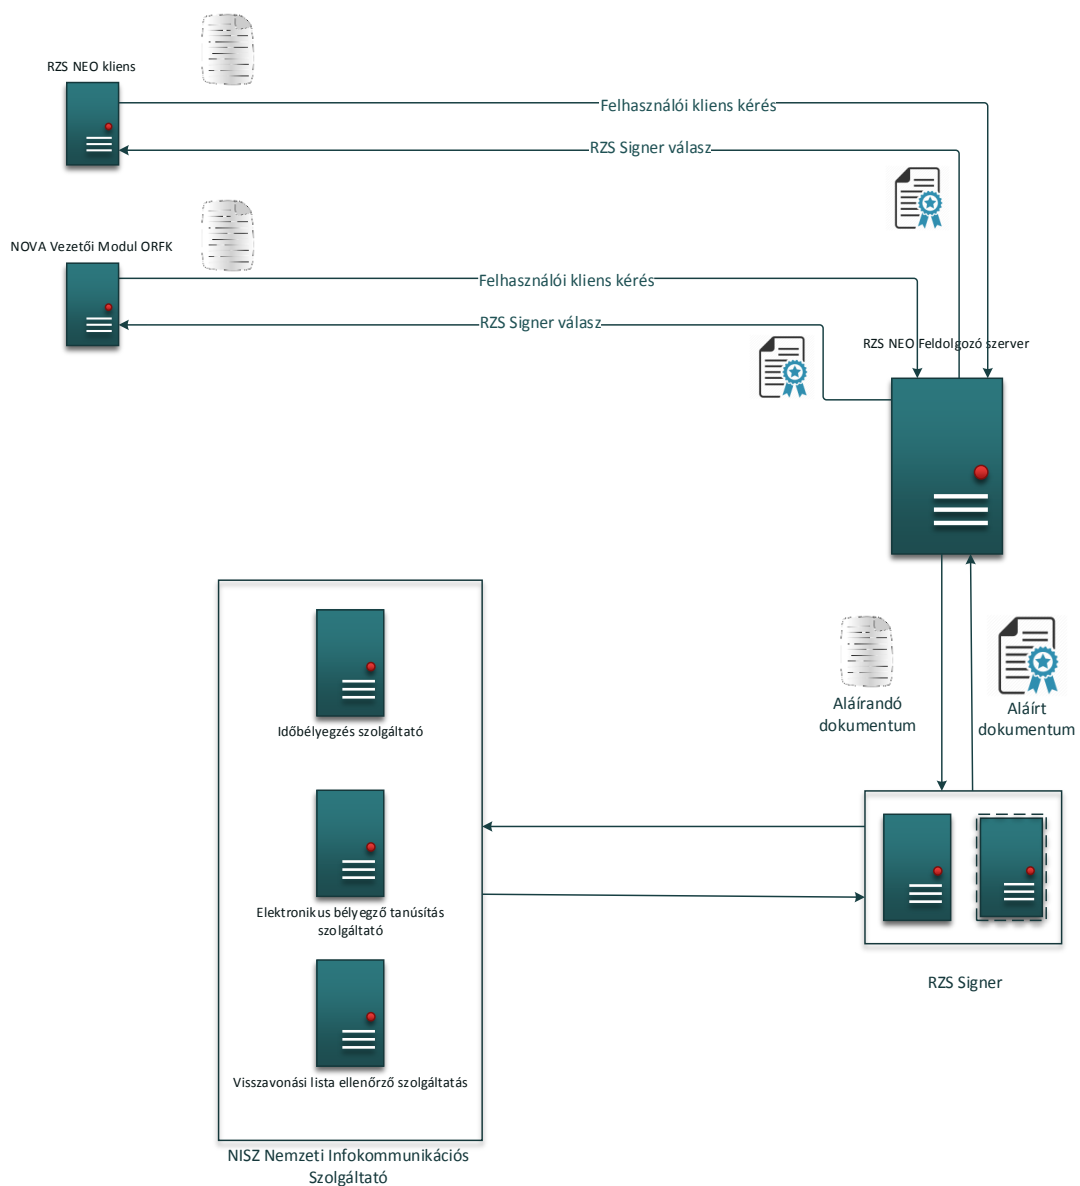 RZS NEO kliens
Felhasználói kliens kérés
RZS Signer válasz
NOVA Vezetői Modul ORFK
Felhasználói kliens kérés
RZS Signer válasz
RZS NEO Feldolgozó szerver
Aláírandó
dokumentum
Aláírt
dokumentum
Időbélyegzés szolgáltató
Elektronikus bélyegző tanúsítás
szolgáltató
Visszavonási lista ellenőrző szolgáltatás
RZS Signer
NISZ Nemzeti Infokommunikációs
Szolgáltató